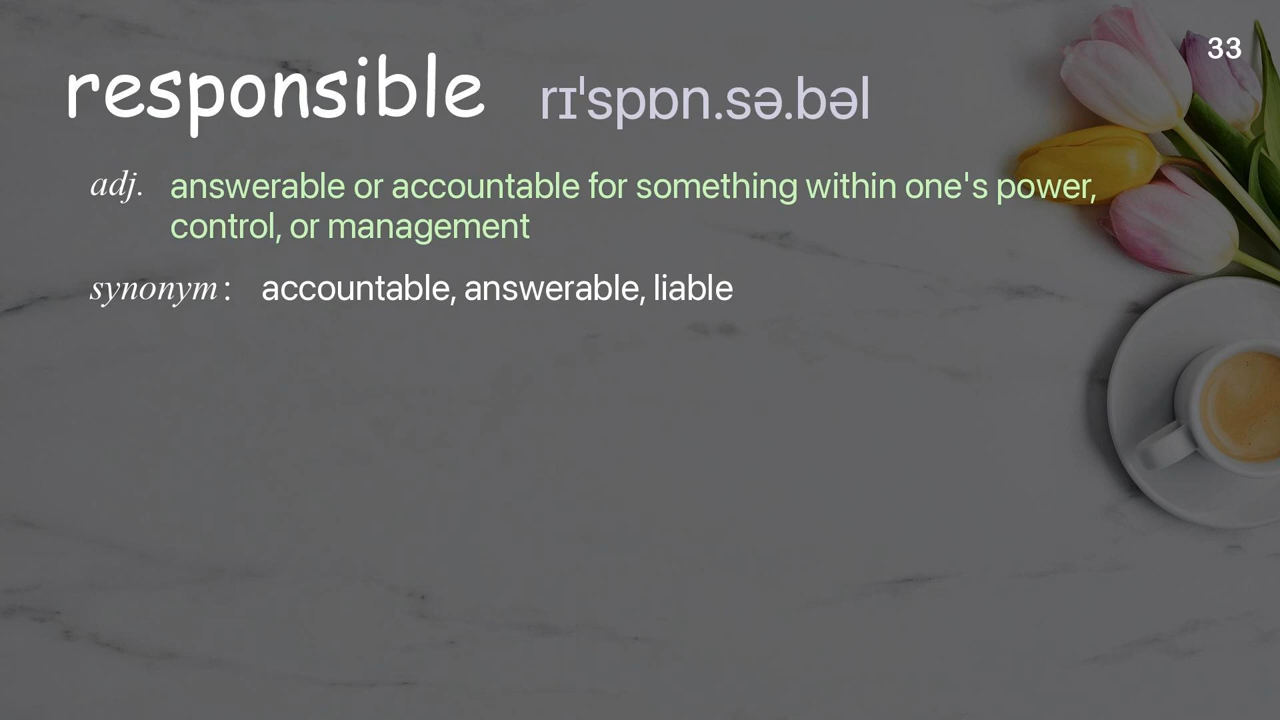 33
responsible rɪˈspɒn.sə.bəl
adj. answerable or accountable for something within one's power,
control, or management
synonym: accountable, answerable, liable